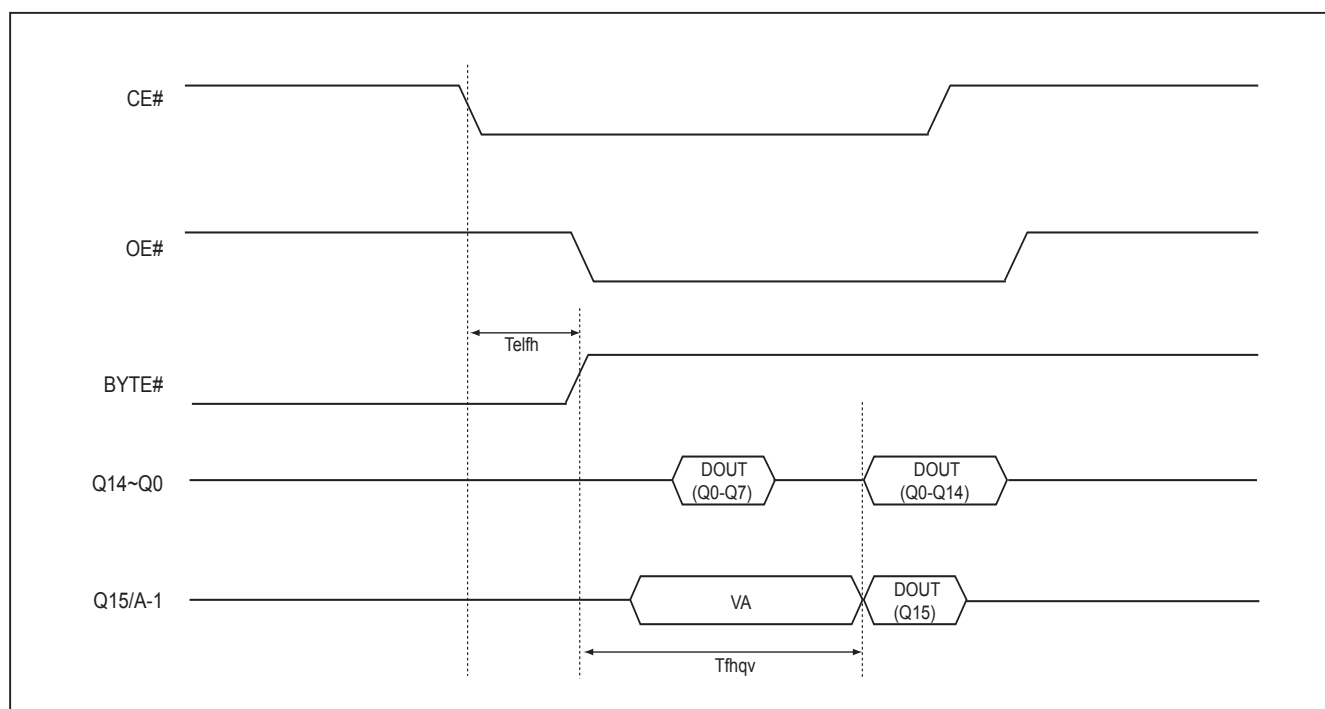 CE#
OE#
Telfh
BYTE#
Q14~Q0
DOUT
(Q0-Q7)
DOUT
(Q0-Q14)
Q15/A-1
VA
DOUT
(Q15)
Tfhqv